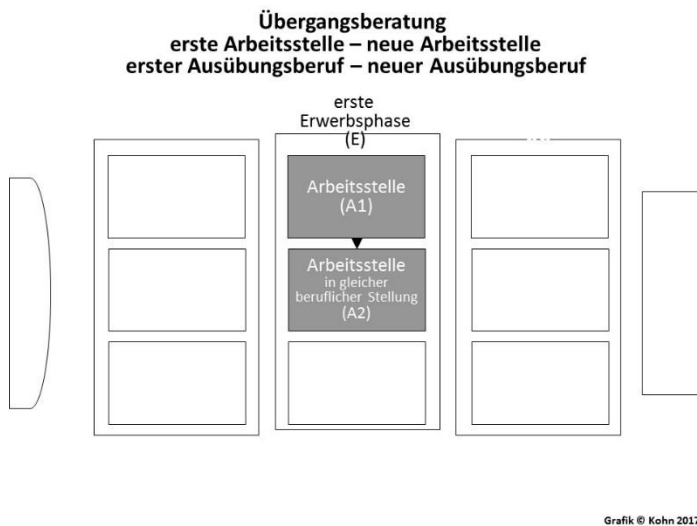 Übergangsberatung
erste Arbeitsstelle – neue Arbeitsstelle
erster Ausübungsberuf – neuer Ausübungsberuf
erste
Erwerbsphase
(E)
Arbeitsstelle
(A1)
Arbeitsstelle
in gleicher
beruflicher Stellung
(A2)
Grafik © Kohn 2017